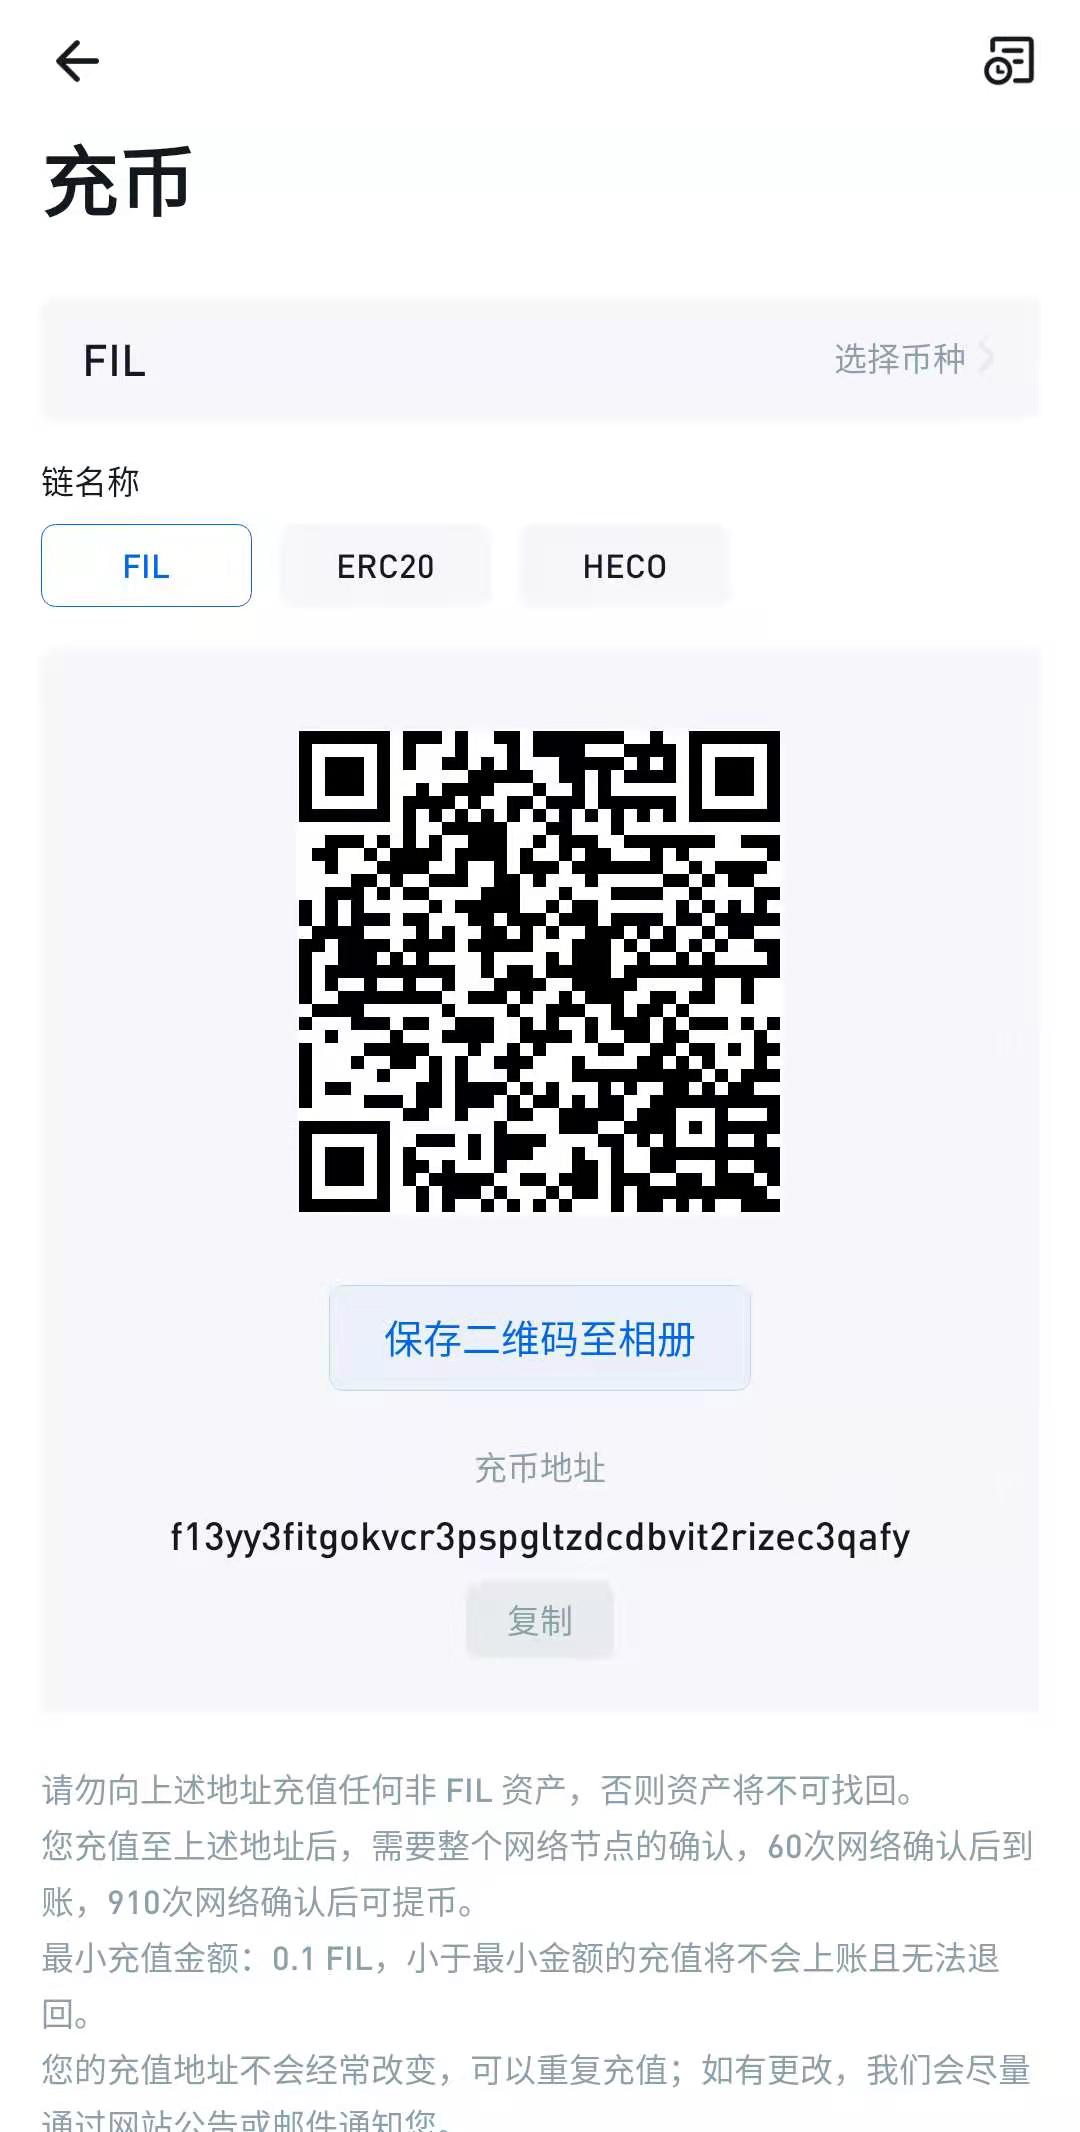 充币
FIL 选择币种
链名称
FIL ERC20 HECO
保存二维码至相册
充币地址
f13yy3fitgokvcr3pspgltzdcdbvit2rizec3qafy
复制
请勿向上述地址充值任何非 FIL 资产，否则资产将不可找回。
您充值至上述地址后，需要整个网络节点的确认，60次网络确认后到
账，910次网络确认后可提币。
最小充值金额：0.1 FIL，小于最小金额的充值将不会上账且无法退
回。
您的充值地址不会经常改变，可以重复充值；如有更改，我们会尽量
通过网站公告或邮件通知您。